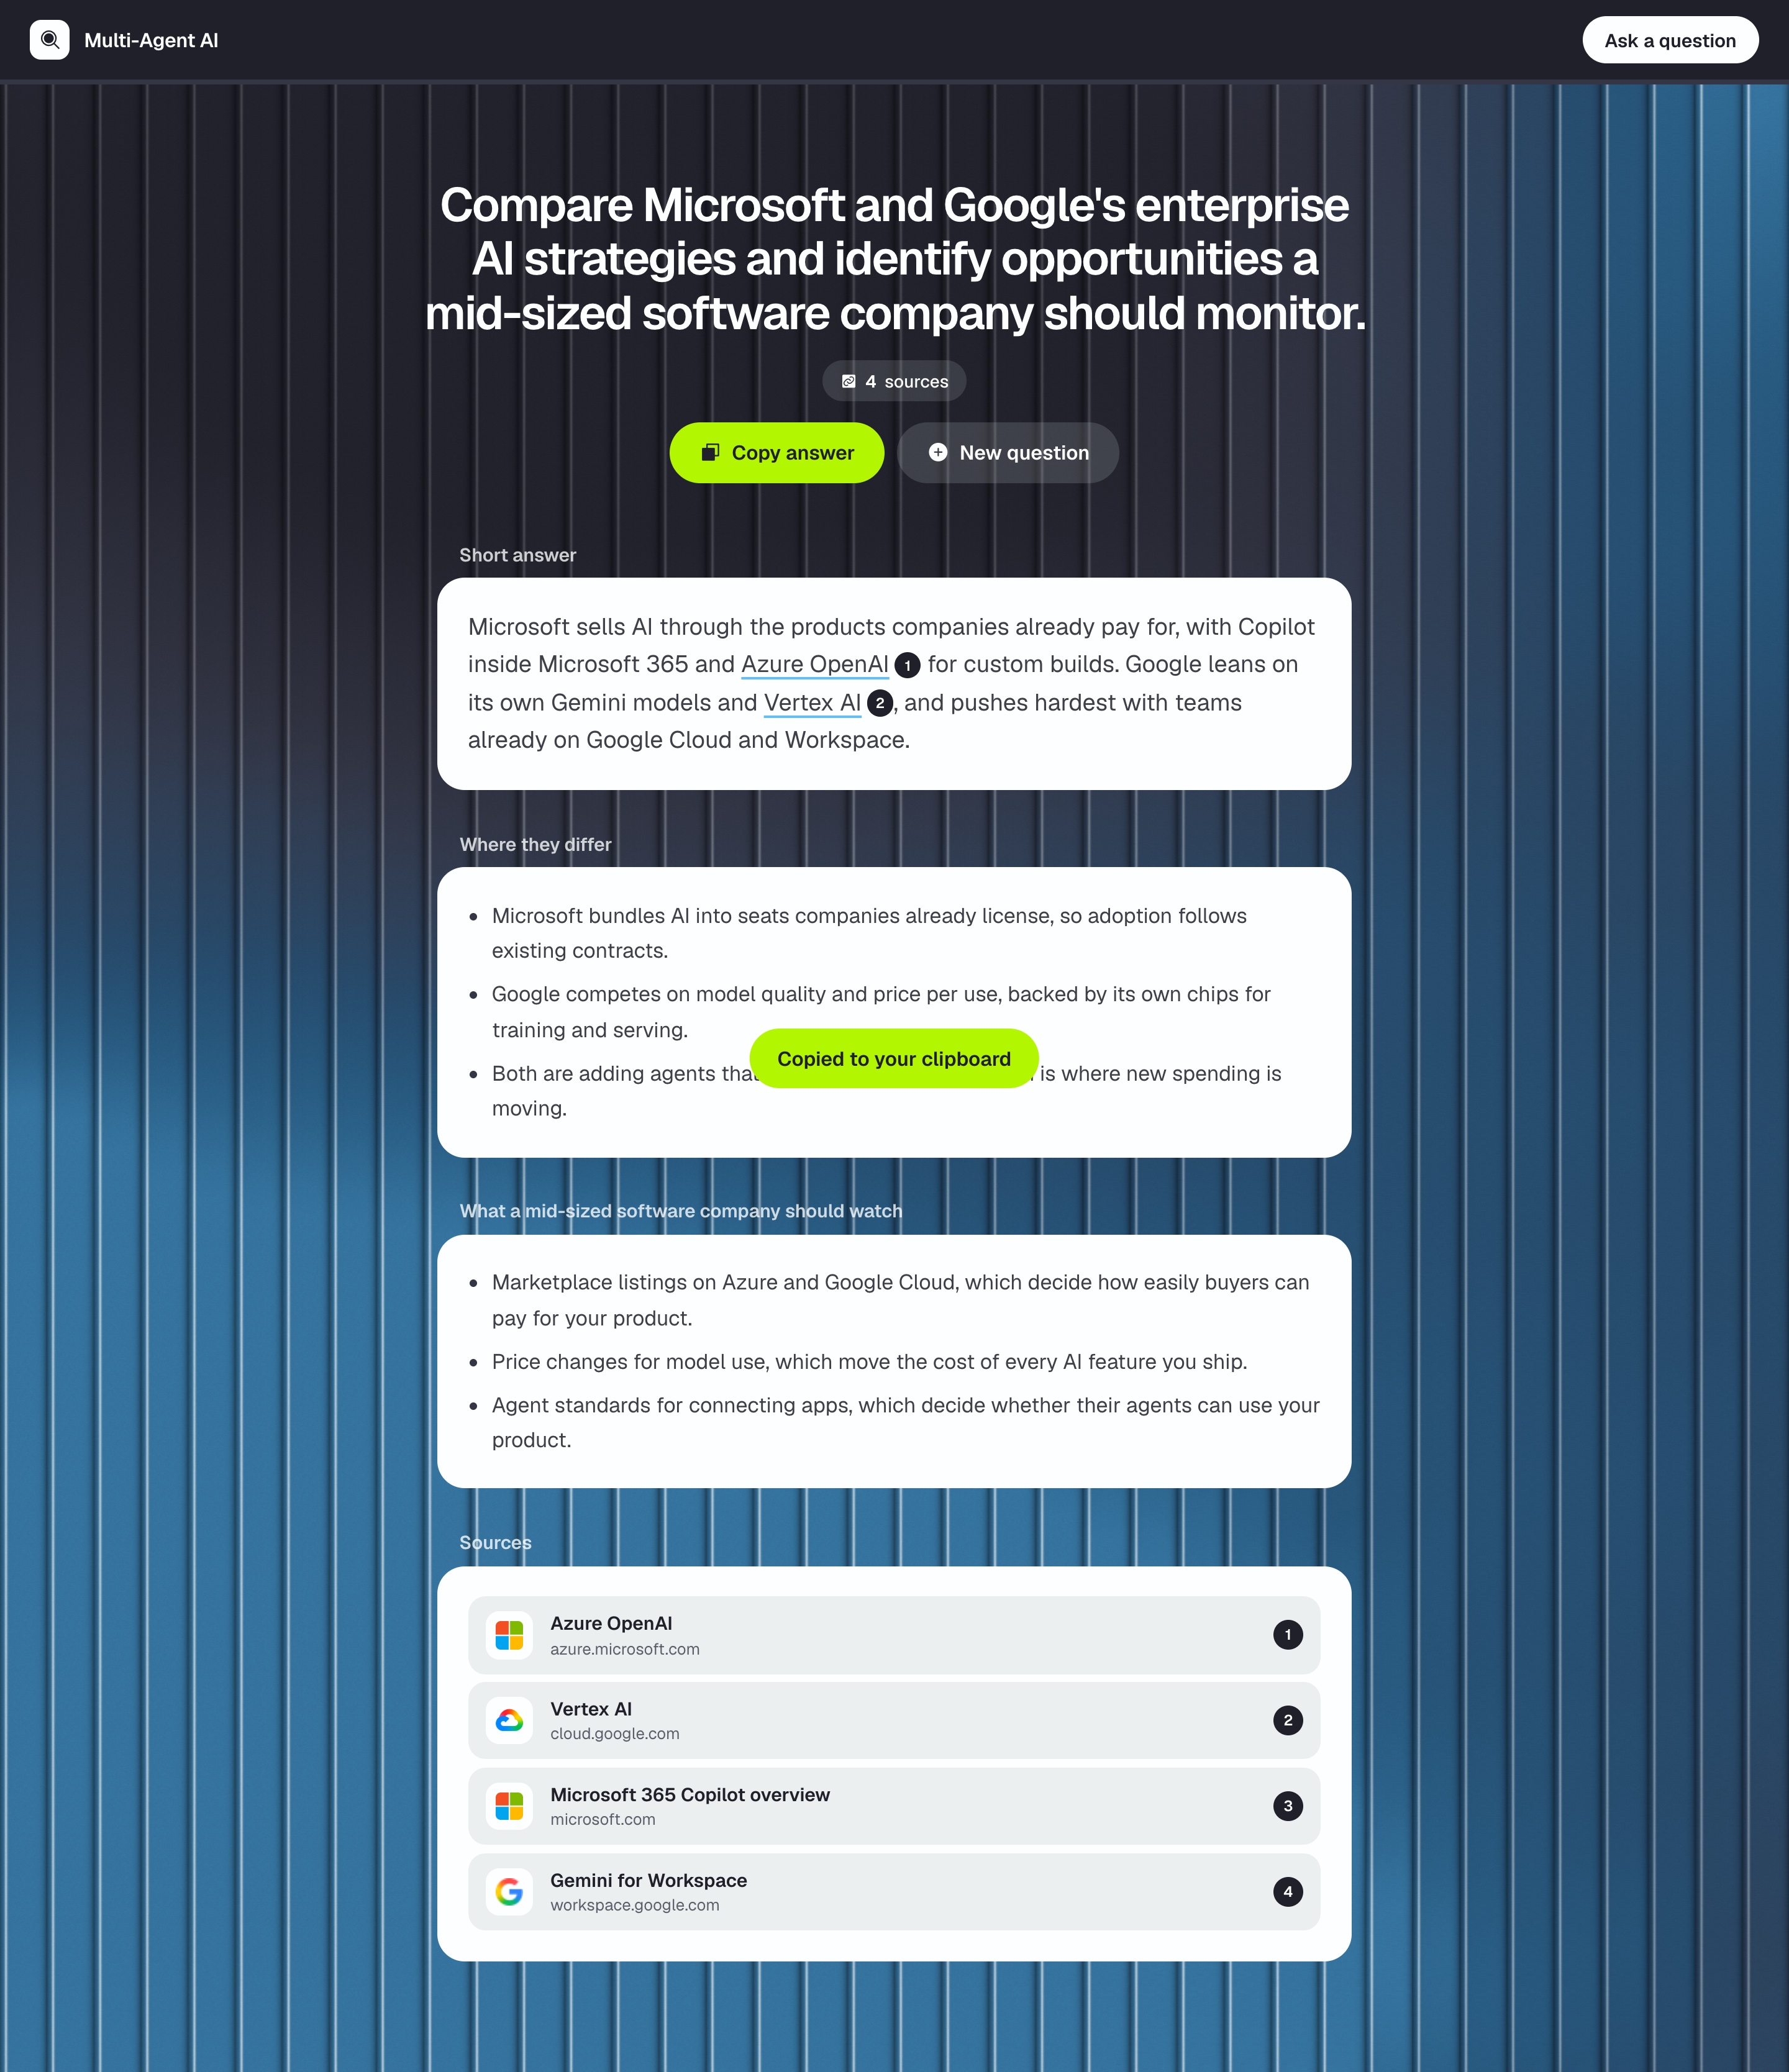 Multi-Agent AI
Ask a question
Compare Microsoft and Google's enterprise
AI strategies and identify opportunities a
mid-sized software company should monitor.
4 sources
Copy answer
New question
Short answer
Microsoft sells AI through the products companies already pay for, with Copilot
inside Microsoft 365 and Azure OpenAI 1 for custom builds. Google leans on
its own Gemini models and Vertex AI 2, and pushes hardest with teams
already on Google Cloud and Workspace.
Where they differ
• Microsoft bundles AI into seats companies already license, so adoption follows
existing contracts.
• Google competes on model quality and price per use, backed by its own chips for
training and serving.
Copied to your clipboard
• Both are adding agents is where new spending is
moving.
What a mid-sized software company should watch
• Marketplace listings on Azure and Google Cloud, which decide how easily buyers can
pay for your product.
• Price changes for model use, which move the cost of every AI feature you ship.
• Agent standards for connecting apps, which decide whether their agents can use your
product.
Sources
Azure OpenAI
azure.microsoft.com
1
Vertex AI
cloud.google.com
2
Microsoft 365 Copilot overview
microsoft.com
3
Gemini for Workspace
workspace.google.com
4